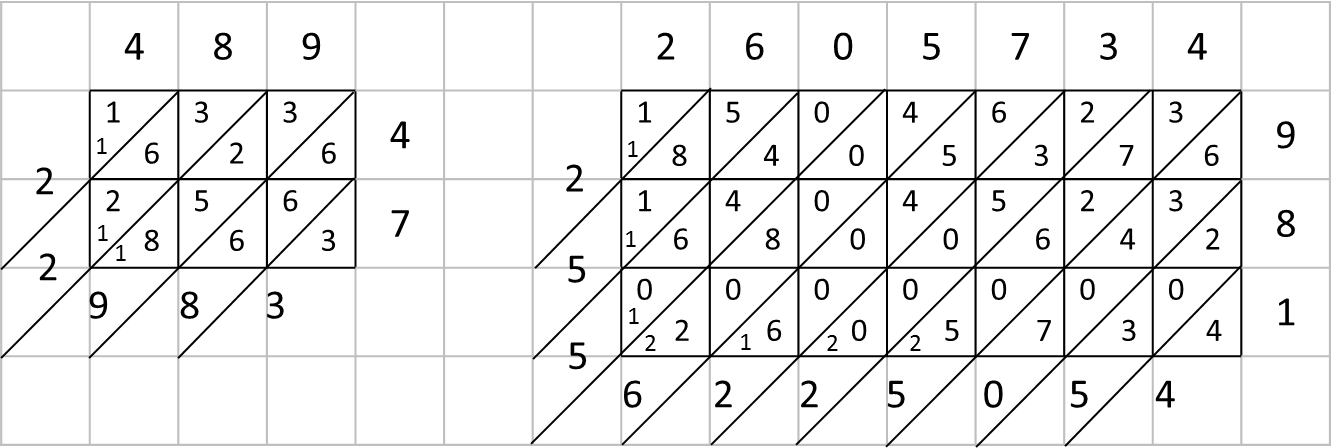 4 8 9 2 6 0 5 7 3 4
1 3 3 1 5 0 4 6 2 3
1 6 2 6 4 1 8 4 0 5 3 7 6 9
2 2
2 5 6 1 4 0 4 5 2 3
1 1 8 6 3 7 1 6 8 0 0 6 4 2 8
2 5
9 8 3 0 0 0 0 0 0 0
1 2 2 1 6 2 0 2 5 7 3 4 1
5
6 2 2 5 0 5 4